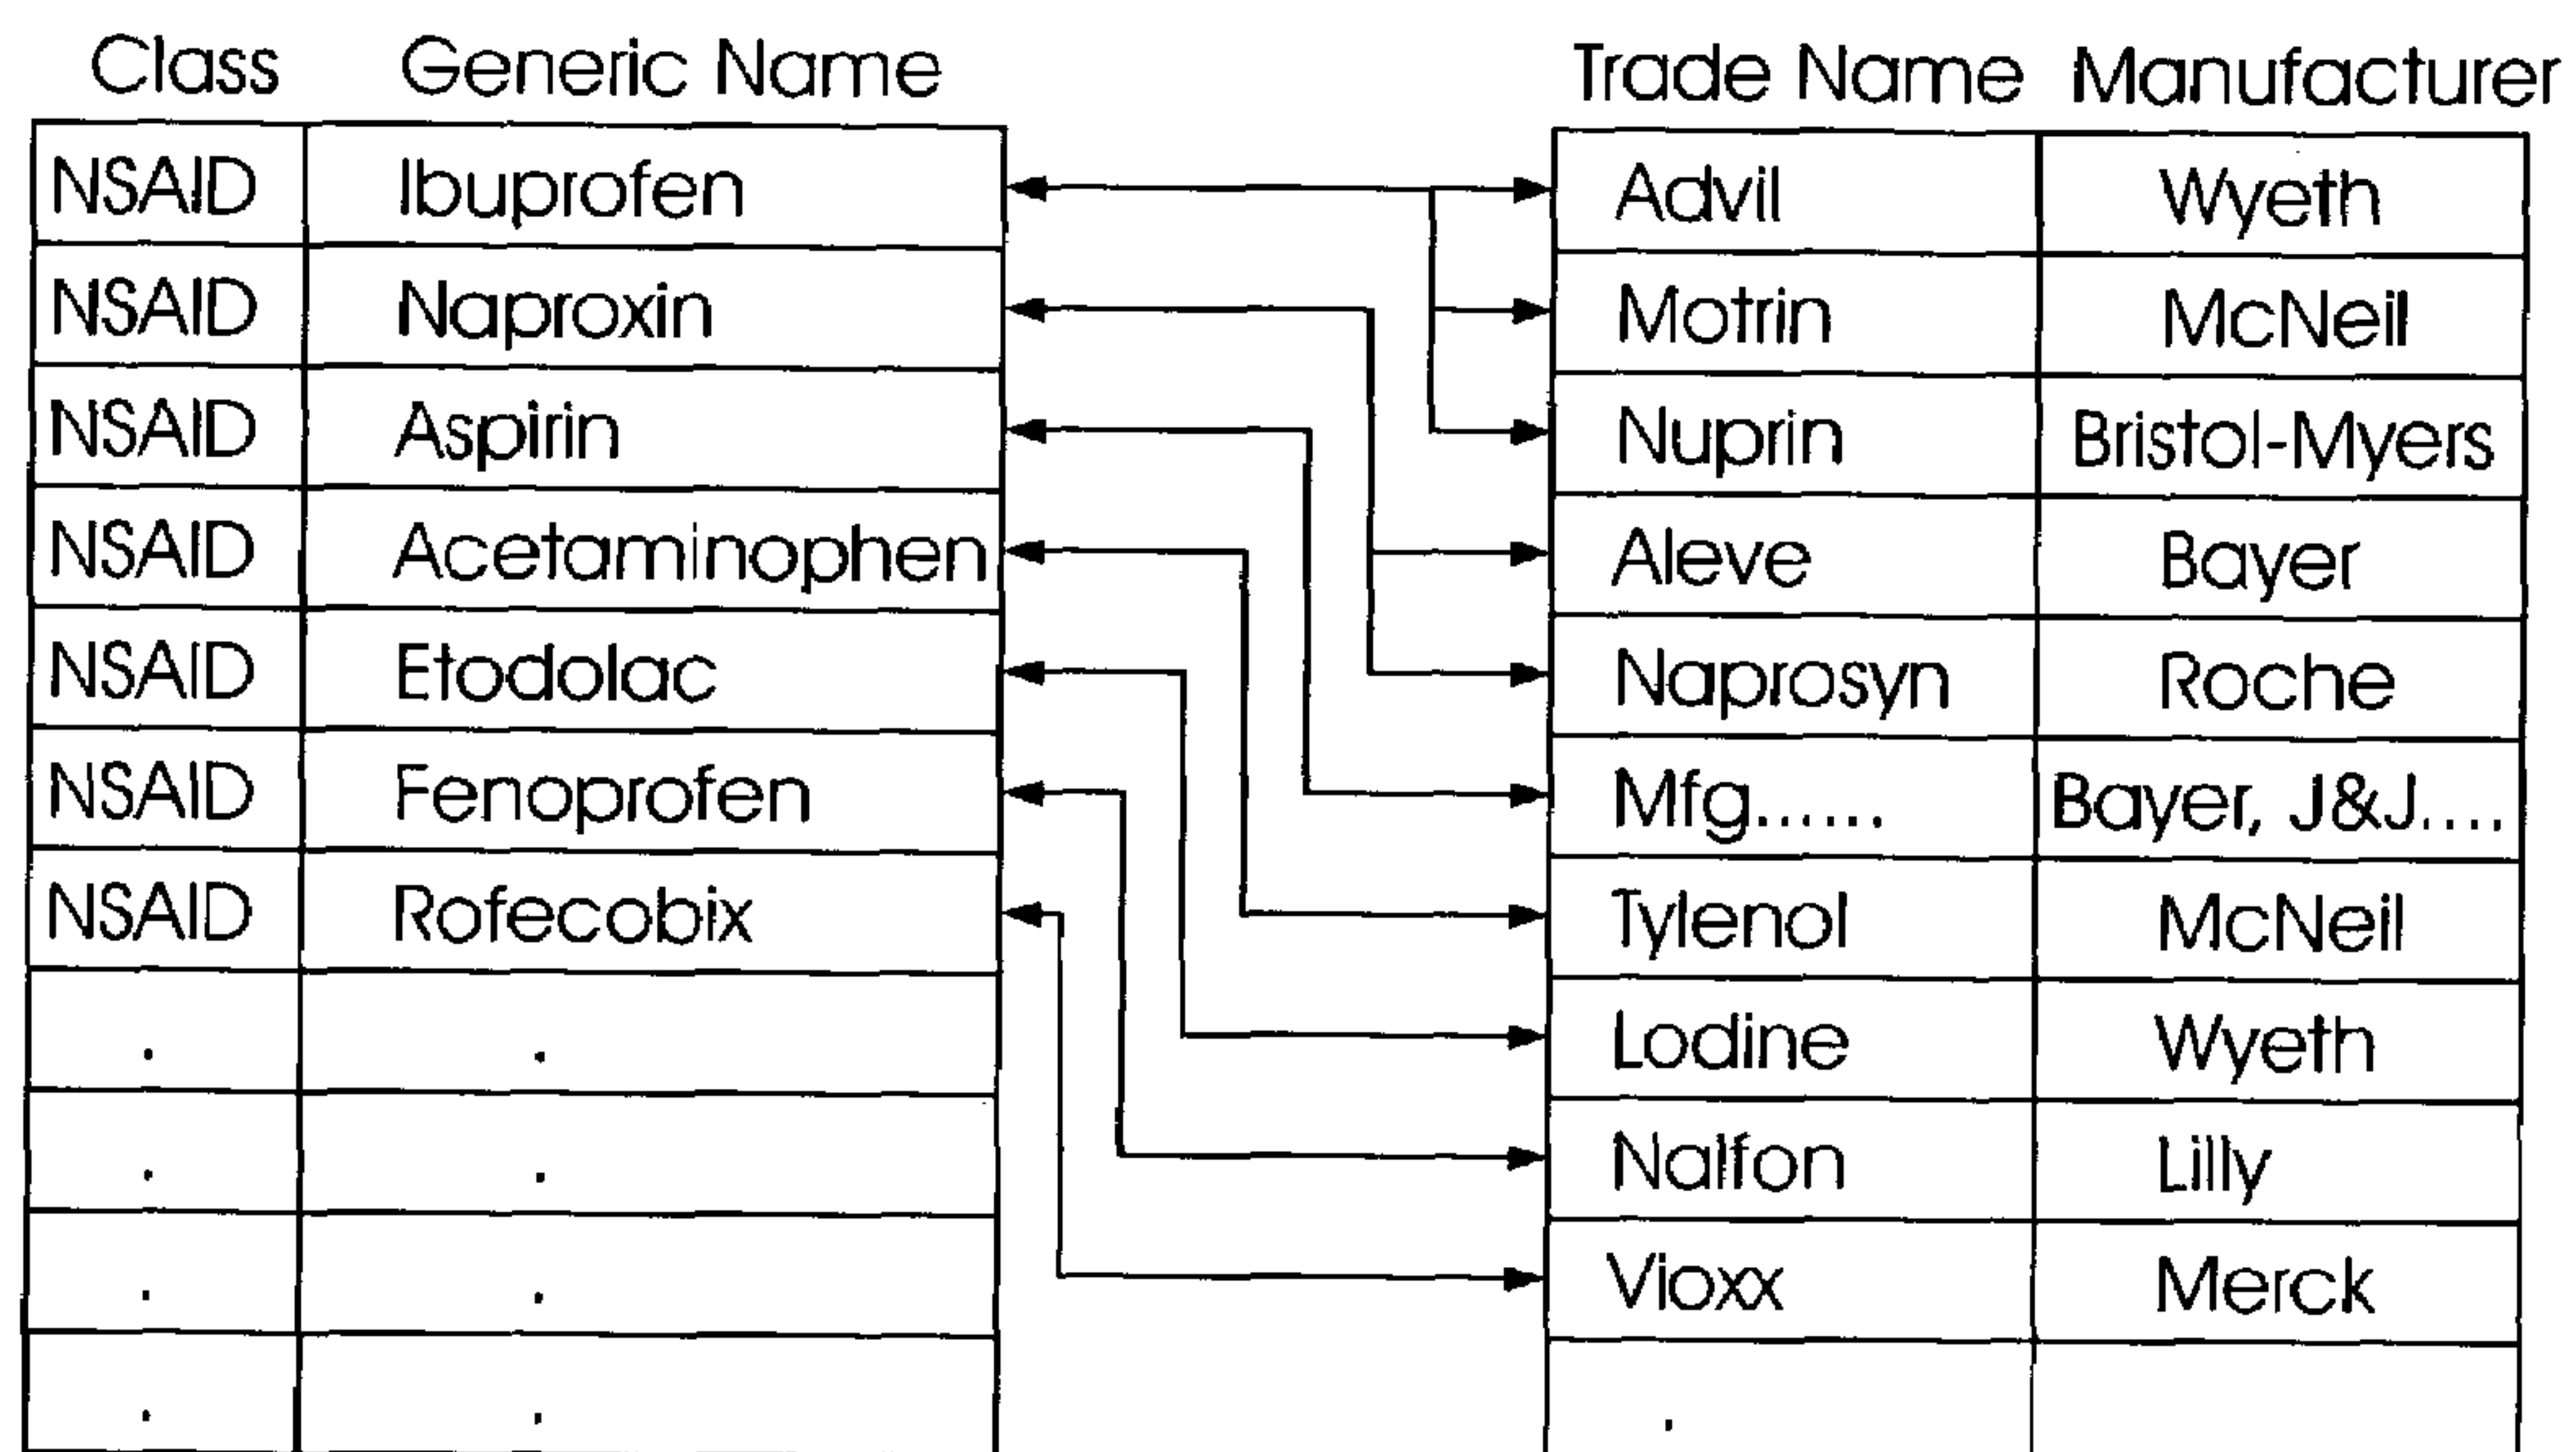 Class Generic Name Trade Name Manufacturer
NSAID Ibuprofen Advil Wyeth
NSAID Naproxin Motrin McNeil
NSAID Aspirin Nuprin Bristol-Myers
NSAID Acetaminophen Aleve Bayer
NSAID Etodolac Naprosyn Roche
NSAID Fenoprofen Mfg...... Bayer, J&J....
NSAID Rofecobix Tylenol McNeil
. . Lodine Wyeth
. . Nalfon Lilly
. . Vioxx Merck
. . .